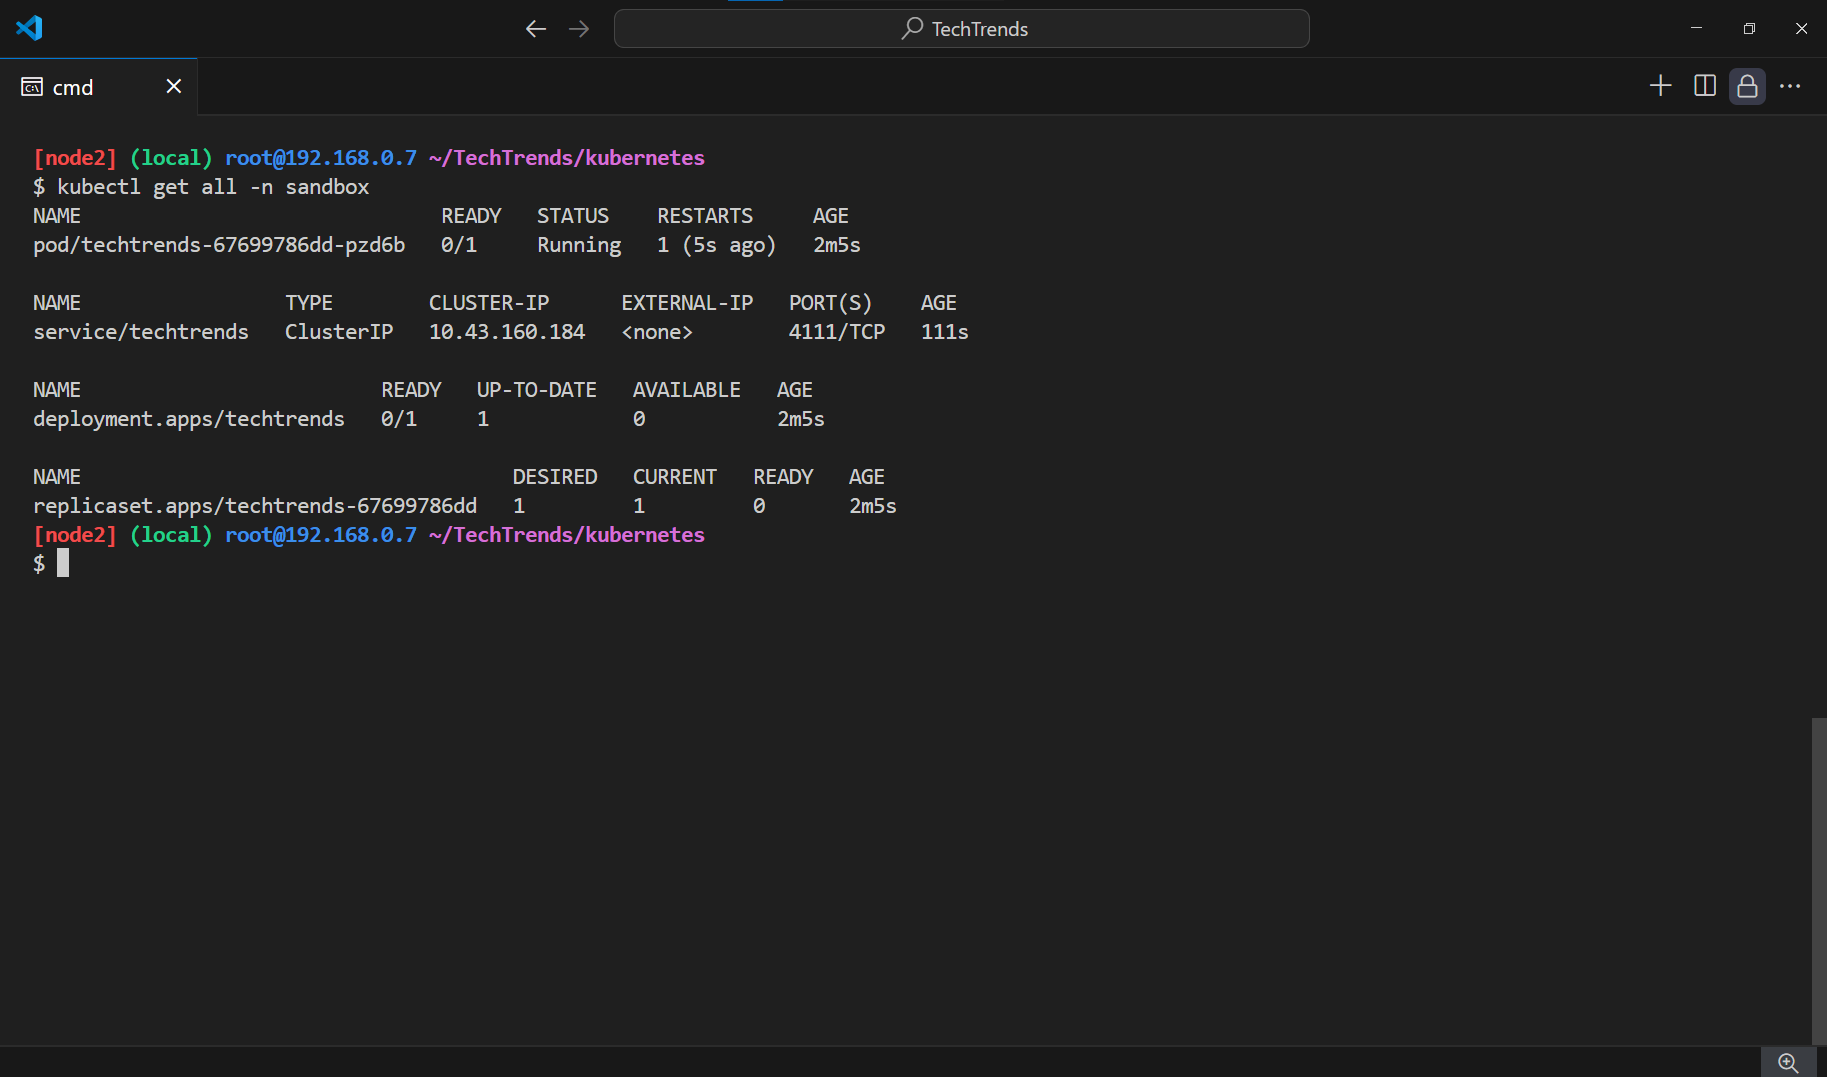 TechTrends
cmd
[node2] (local) root@192.168.0.7 ~/TechTrends/kubernetes
$ kubectl get all -n sandbox
NAME                              READY   STATUS    RESTARTS     AGE
pod/techtrends-67699786dd-pzd6b   0/1     Running   1 (5s ago)   2m5s
NAME                 TYPE        CLUSTER-IP      EXTERNAL-IP   PORT(S)    AGE
service/techtrends   ClusterIP   10.43.160.184   <none>        4111/TCP   111s
NAME                         READY   UP-TO-DATE   AVAILABLE   AGE
deployment.apps/techtrends   0/1     1            0           2m5s
NAME                                    DESIRED   CURRENT   READY   AGE
replicaset.apps/techtrends-67699786dd   1         1         0       2m5s
[node2] (local) root@192.168.0.7 ~/TechTrends/kubernetes
$